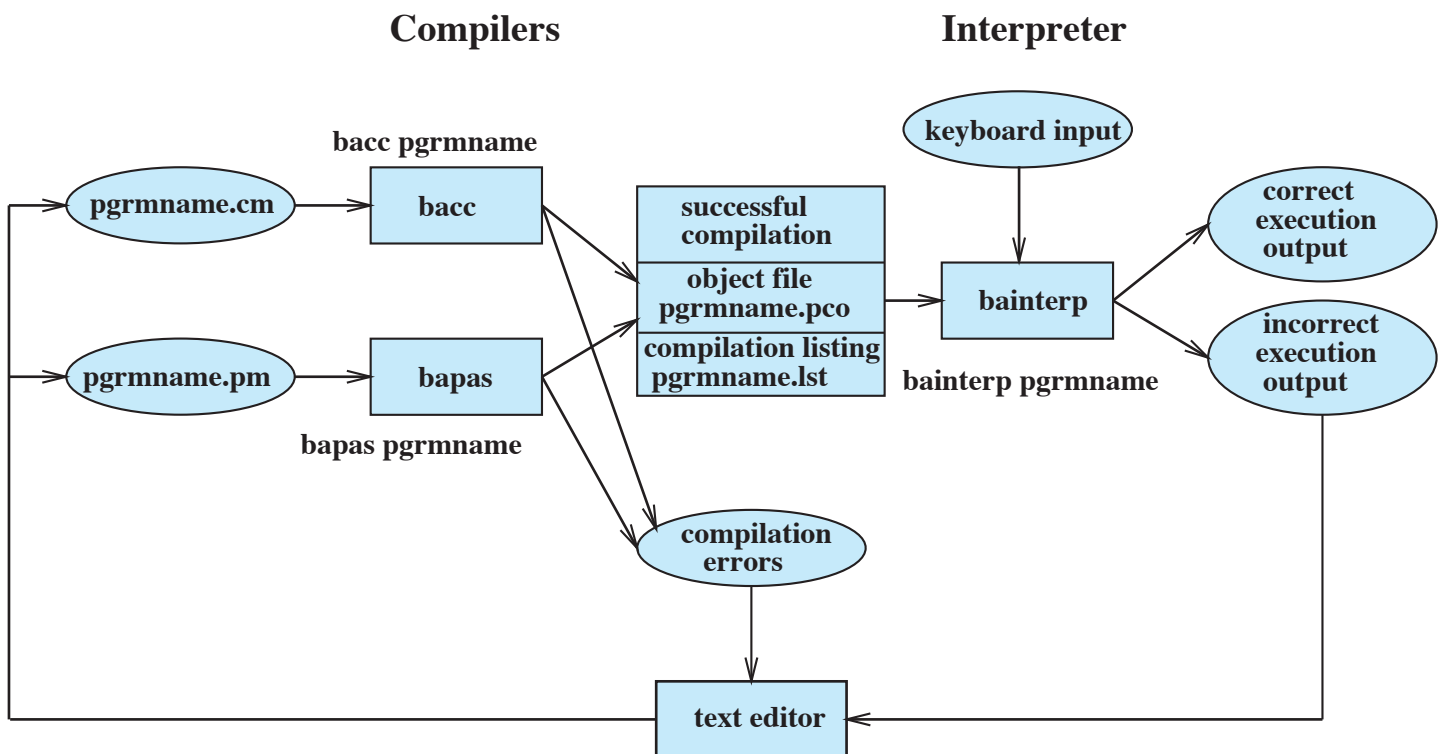 Compilers
Interpreter
keyboard input
bacc pgrmname
pgrmname.cm
bacc
successful
compilation
object file
pgrmname.pco
compilation listing
pgrmname.lst
bainterp
bainterp pgrmname
correct
execution
output
incorrect
execution
output
pgrmname.pm
bapas
bapas pgrmname
compilation
errors
text editor